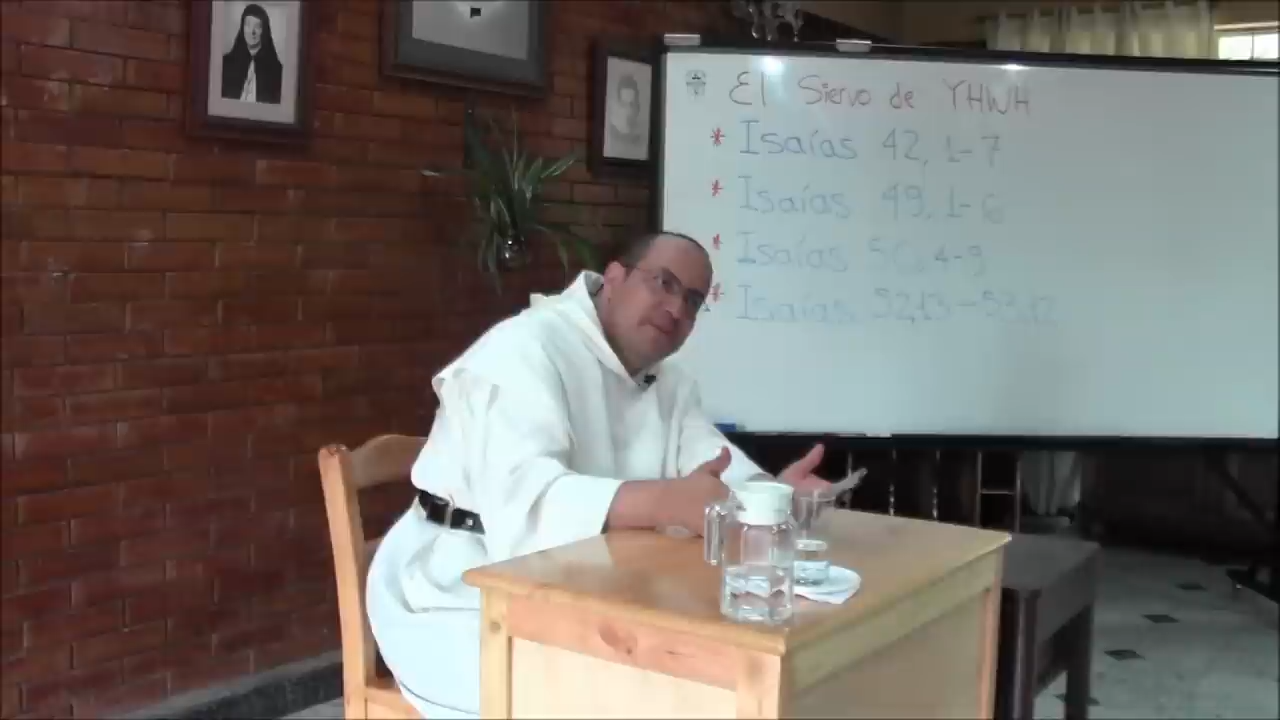 El Siervo de YHWH
* Isaías 42, 1-7
* Isaías 49, 1-6
* Isaías 50, 4-9
* Isaías 52,13-53,12